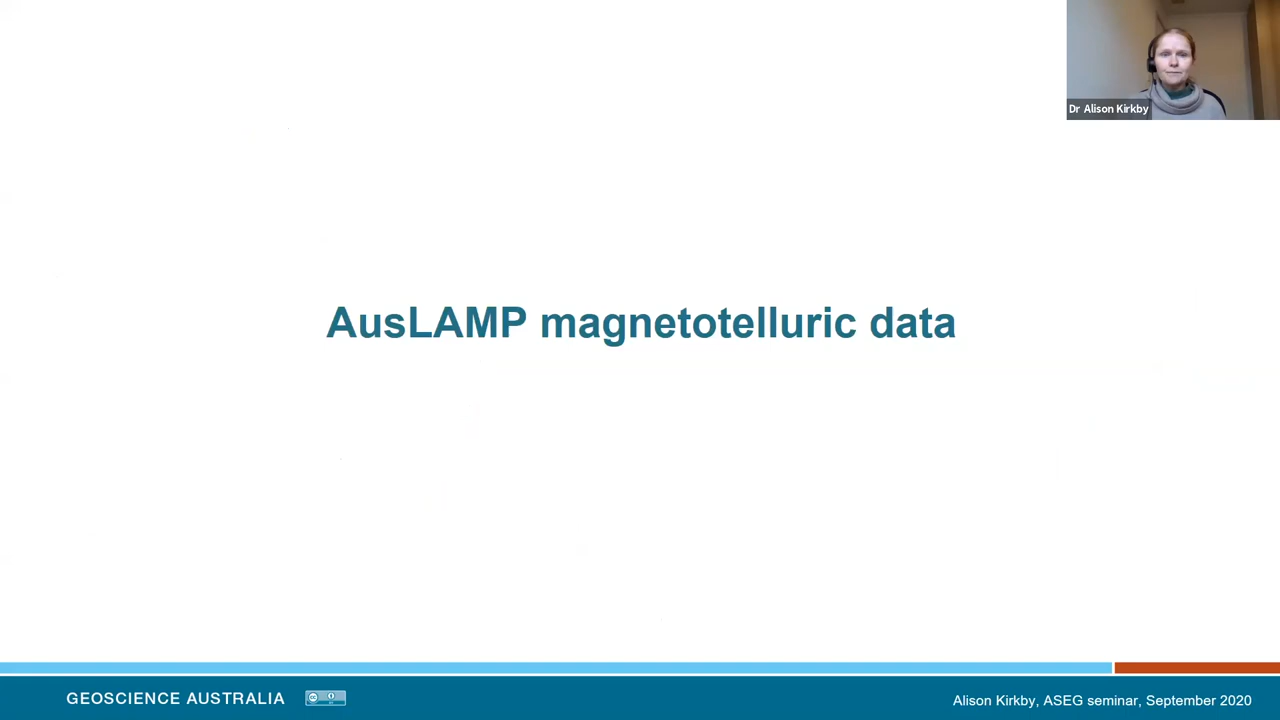 Dr Alison Kirkby
AusLAMP magnetotelluric data
GEOSCIENCE AUSTRALIA
Alison Kirkby, ASEG seminar, September 2020